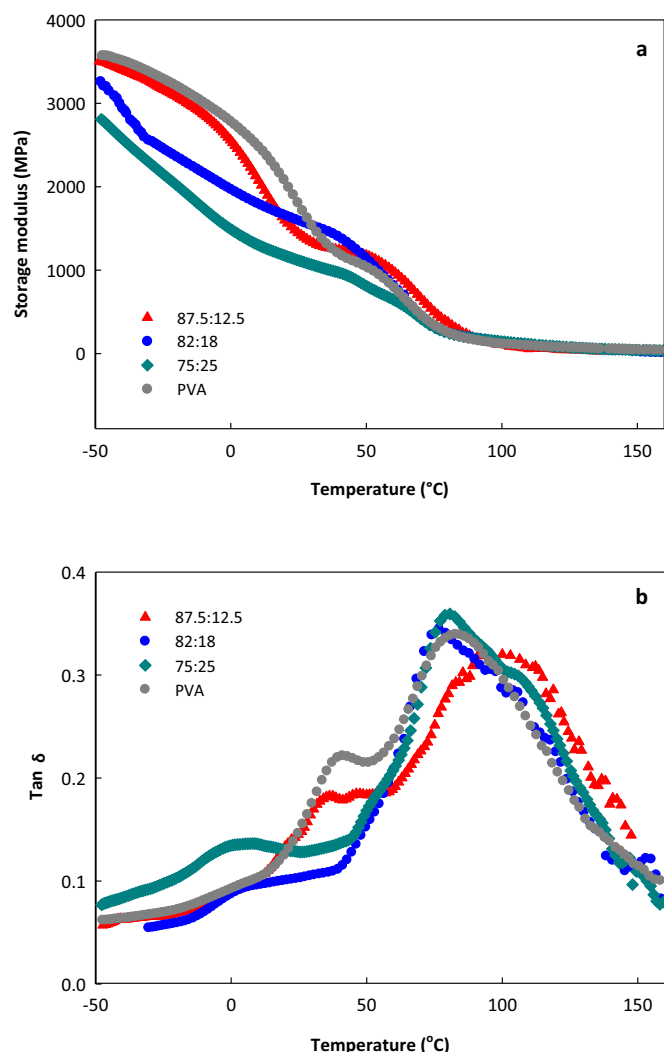 4000
a
3000
Storage modulus (MPa)
2000
1000
87.5:12.5
82:18
75:25
PVA
0
-50 0 50 100 150
Temperature (°C)
0.4
b
87.5:12.5
82:18
75:25
PVA
0.3
Tan δ
0.2
0.1
0.0
-50 0 50 100 150
Temperature (°C)